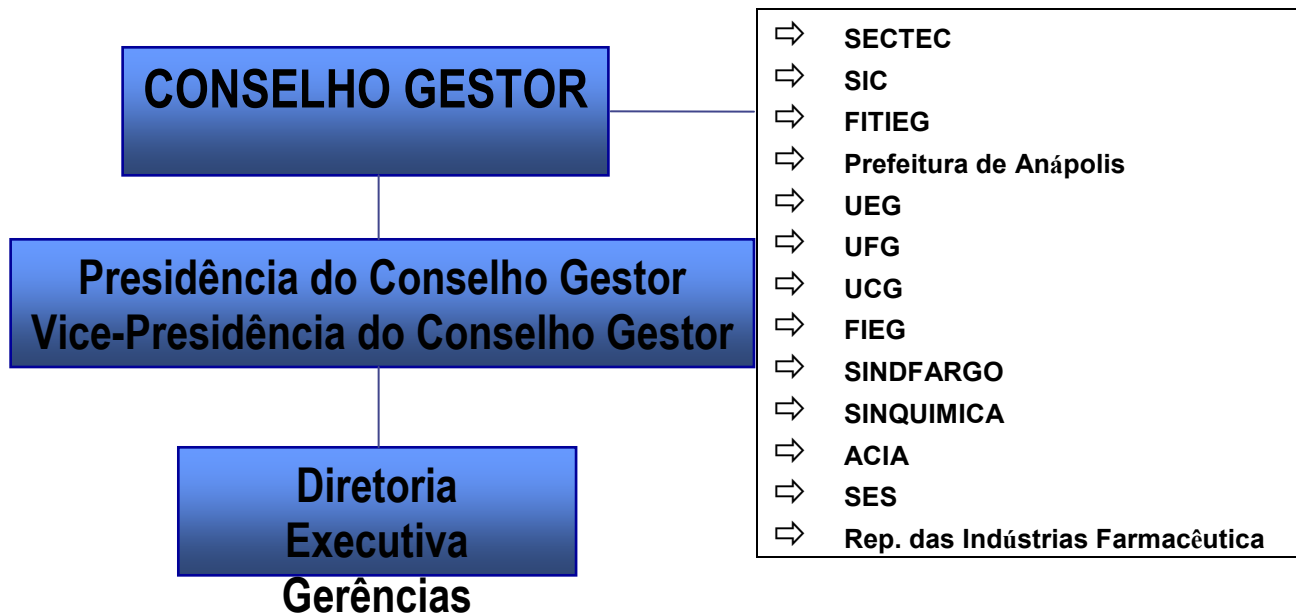 CONSELHO GESTOR
Presidência do Conselho Gestor
Vice-Presidência do Conselho Gestor
Diretoria
Executiva
Gerências
⇨ SECTEC
⇨ SIC
⇨ FITIEG
⇨ Prefeitura de Anápolis
⇨ UEG
⇨ UFG
⇨ UCG
⇨ FIEG
⇨ SINDFARGO
⇨ SINQUIMICA
⇨ ACIA
⇨ SES
⇨ Rep. das Indústrias Farmacêutica